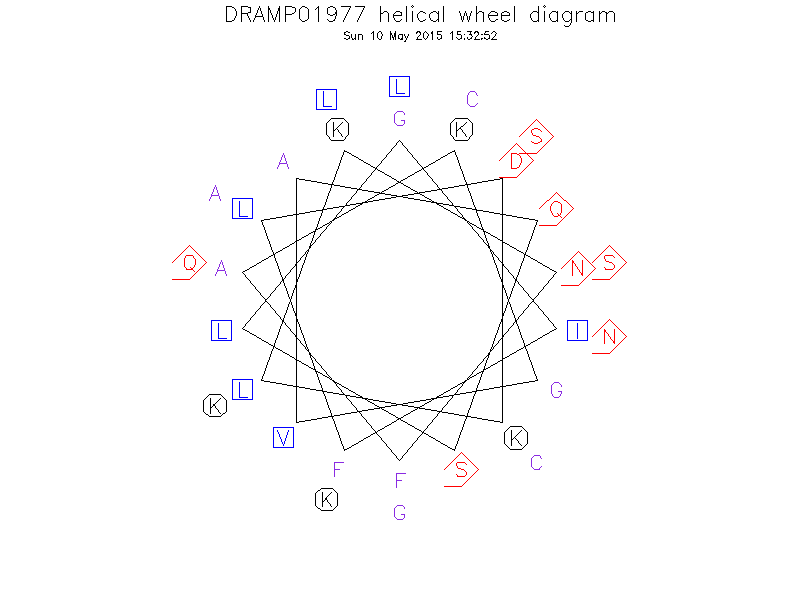 DRAMP01977 helical wheel diagram
Sun 10 May 2015 15:32:52
L
L
C
G
K
K
S
A
D
A
L
Q
Q
A
N
S
L
I
N
L
G
K
V
K
C
F
S
F
K
G